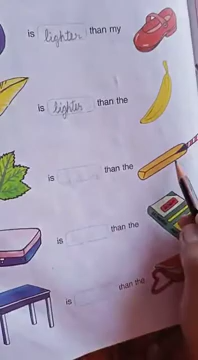 is lighter than my
is lighter than the
is than the
is than the
is than the